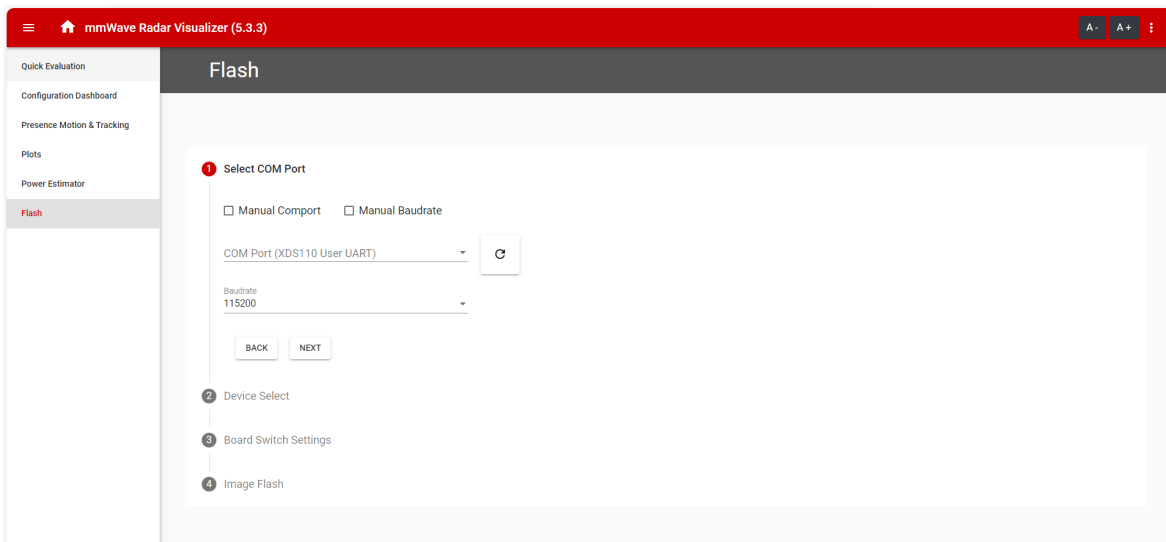 mmWave Radar Visualizer (5.3.3)
A-
A+
Quick Evaluation
Configuration Dashboard
Presence Motion & Tracking
Plots
Power Estimator
Flash
Flash
1 Select COM Port
Manual Comport
Manual Baudrate
COM Port (XDS110 User UART)
Baudrate
115200
BACK
NEXT
2 Device Select
3 Board Switch Settings
4 Image Flash